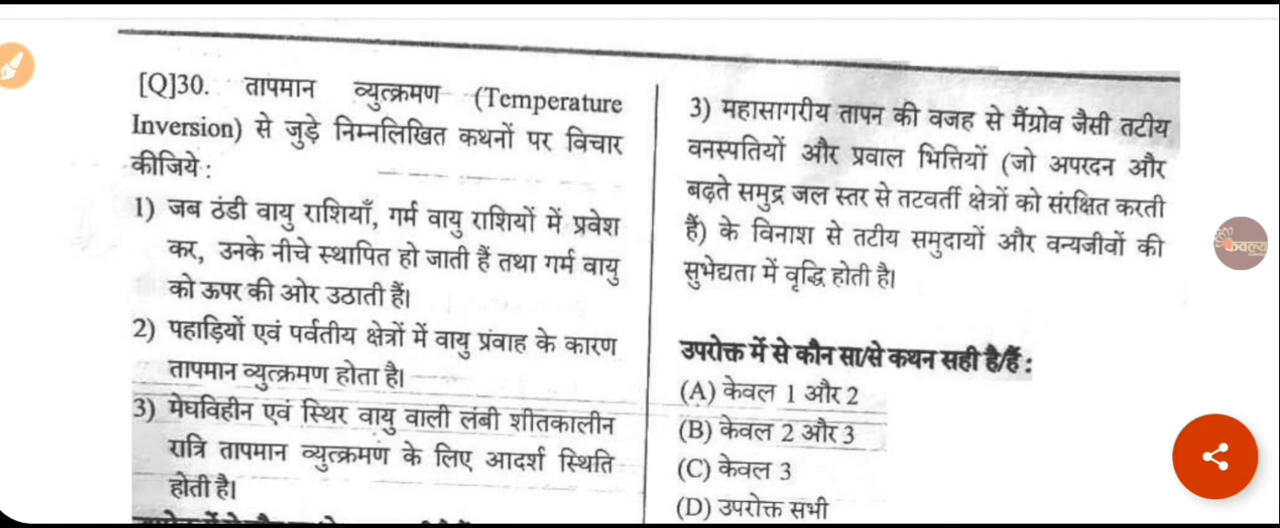 [Q]30. तापमान व्युत्क्रमण (Temperature
Inversion) से जुड़े निम्नलिखित कथनों पर विचार
कीजिये :
1) जब ठंडी वायु राशियाँ, गर्म वायु राशियों में प्रवेश
कर, उनके नीचे स्थापित हो जाती हैं तथा गर्म वायु
को ऊपर की ओर उठाती हैं।
2) पहाड़ियों एवं पर्वतीय क्षेत्रों में वायु प्रवाह के कारण
तापमान व्युत्क्रमण होता है।
3) मेघविहीन एवं स्थिर वायु वाली लंबी शीतकालीन
रात्रि तापमान व्युत्क्रमण के लिए आदर्श स्थिति
होती है।
3) महासागरीय तापन की वजह से मैंग्रोव जैसी तटीय
वनस्पतियों और प्रवाल भित्तियों (जो अपरदन और
बढ़ते समुद्र जल स्तर से तटवर्ती क्षेत्रों को संरक्षित करती
हैं) के विनाश से तटीय समुदायों और वन्यजीवों की
सुभेद्यता में वृद्धि होती है।
उपरोक्त में से कौन सा/से कथन सही है/हैं :
(A) केवल 1 और 2
(B) केवल 2 और 3
(C) केवल 3
(D) उपरोक्त सभी